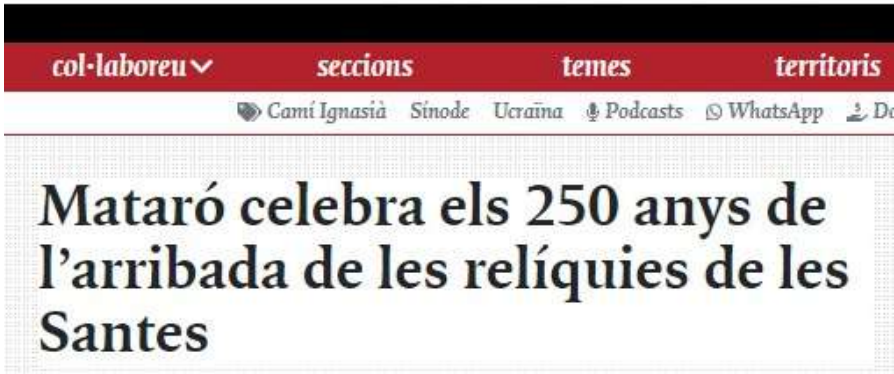 col·laboreu seccions temes territoris
Camí Ignasià Sínode Ucraïna Podcasts WhatsApp
Mataró celebra els 250 anys de
l’arribada de les relíquies de les
Santes